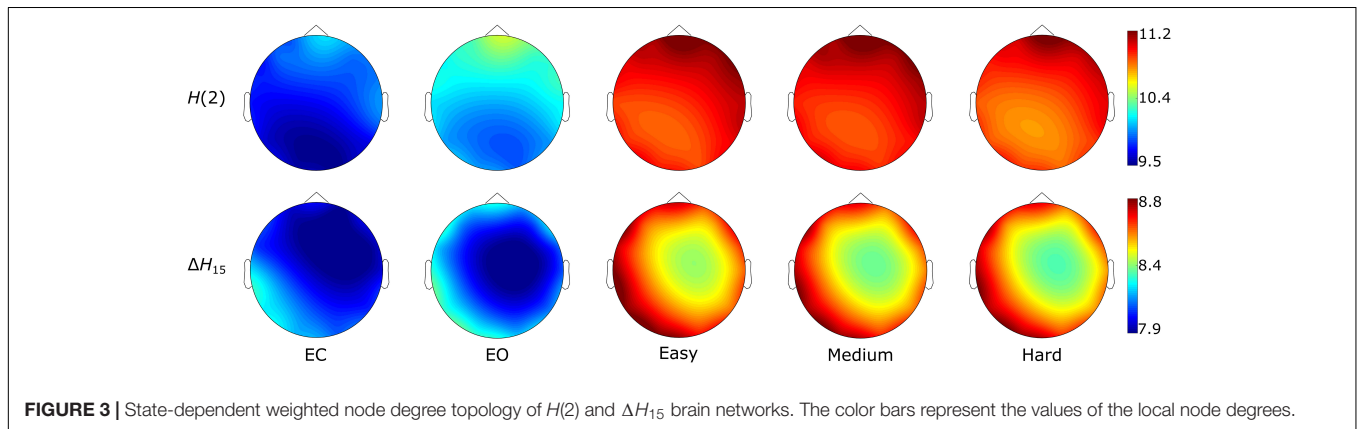 H(2)
11.2
10.4
9.5
ΔH₁₅
8.8
8.4
7.9
EC EO Easy Medium Hard
FIGURE 3 | State-dependent weighted node degree topology of H(2) and ΔH₁₅ brain networks. The color bars represent the values of the local node degrees.